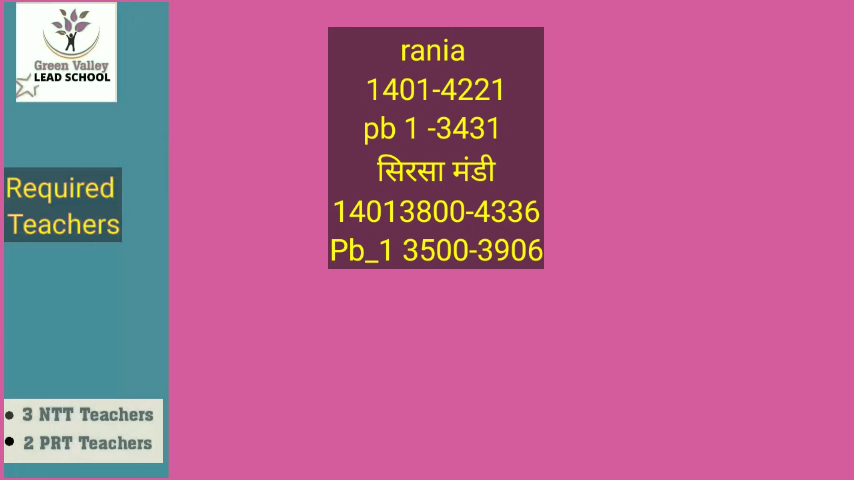 Green Valley
LEAD SCHOOL
Required
Teachers
3 NTT Teachers
2 PRT Teachers
rania
1401-4221
pb 1 -3431
सिरसा मंडी
14013800-4336
Pb_1 3500-3906